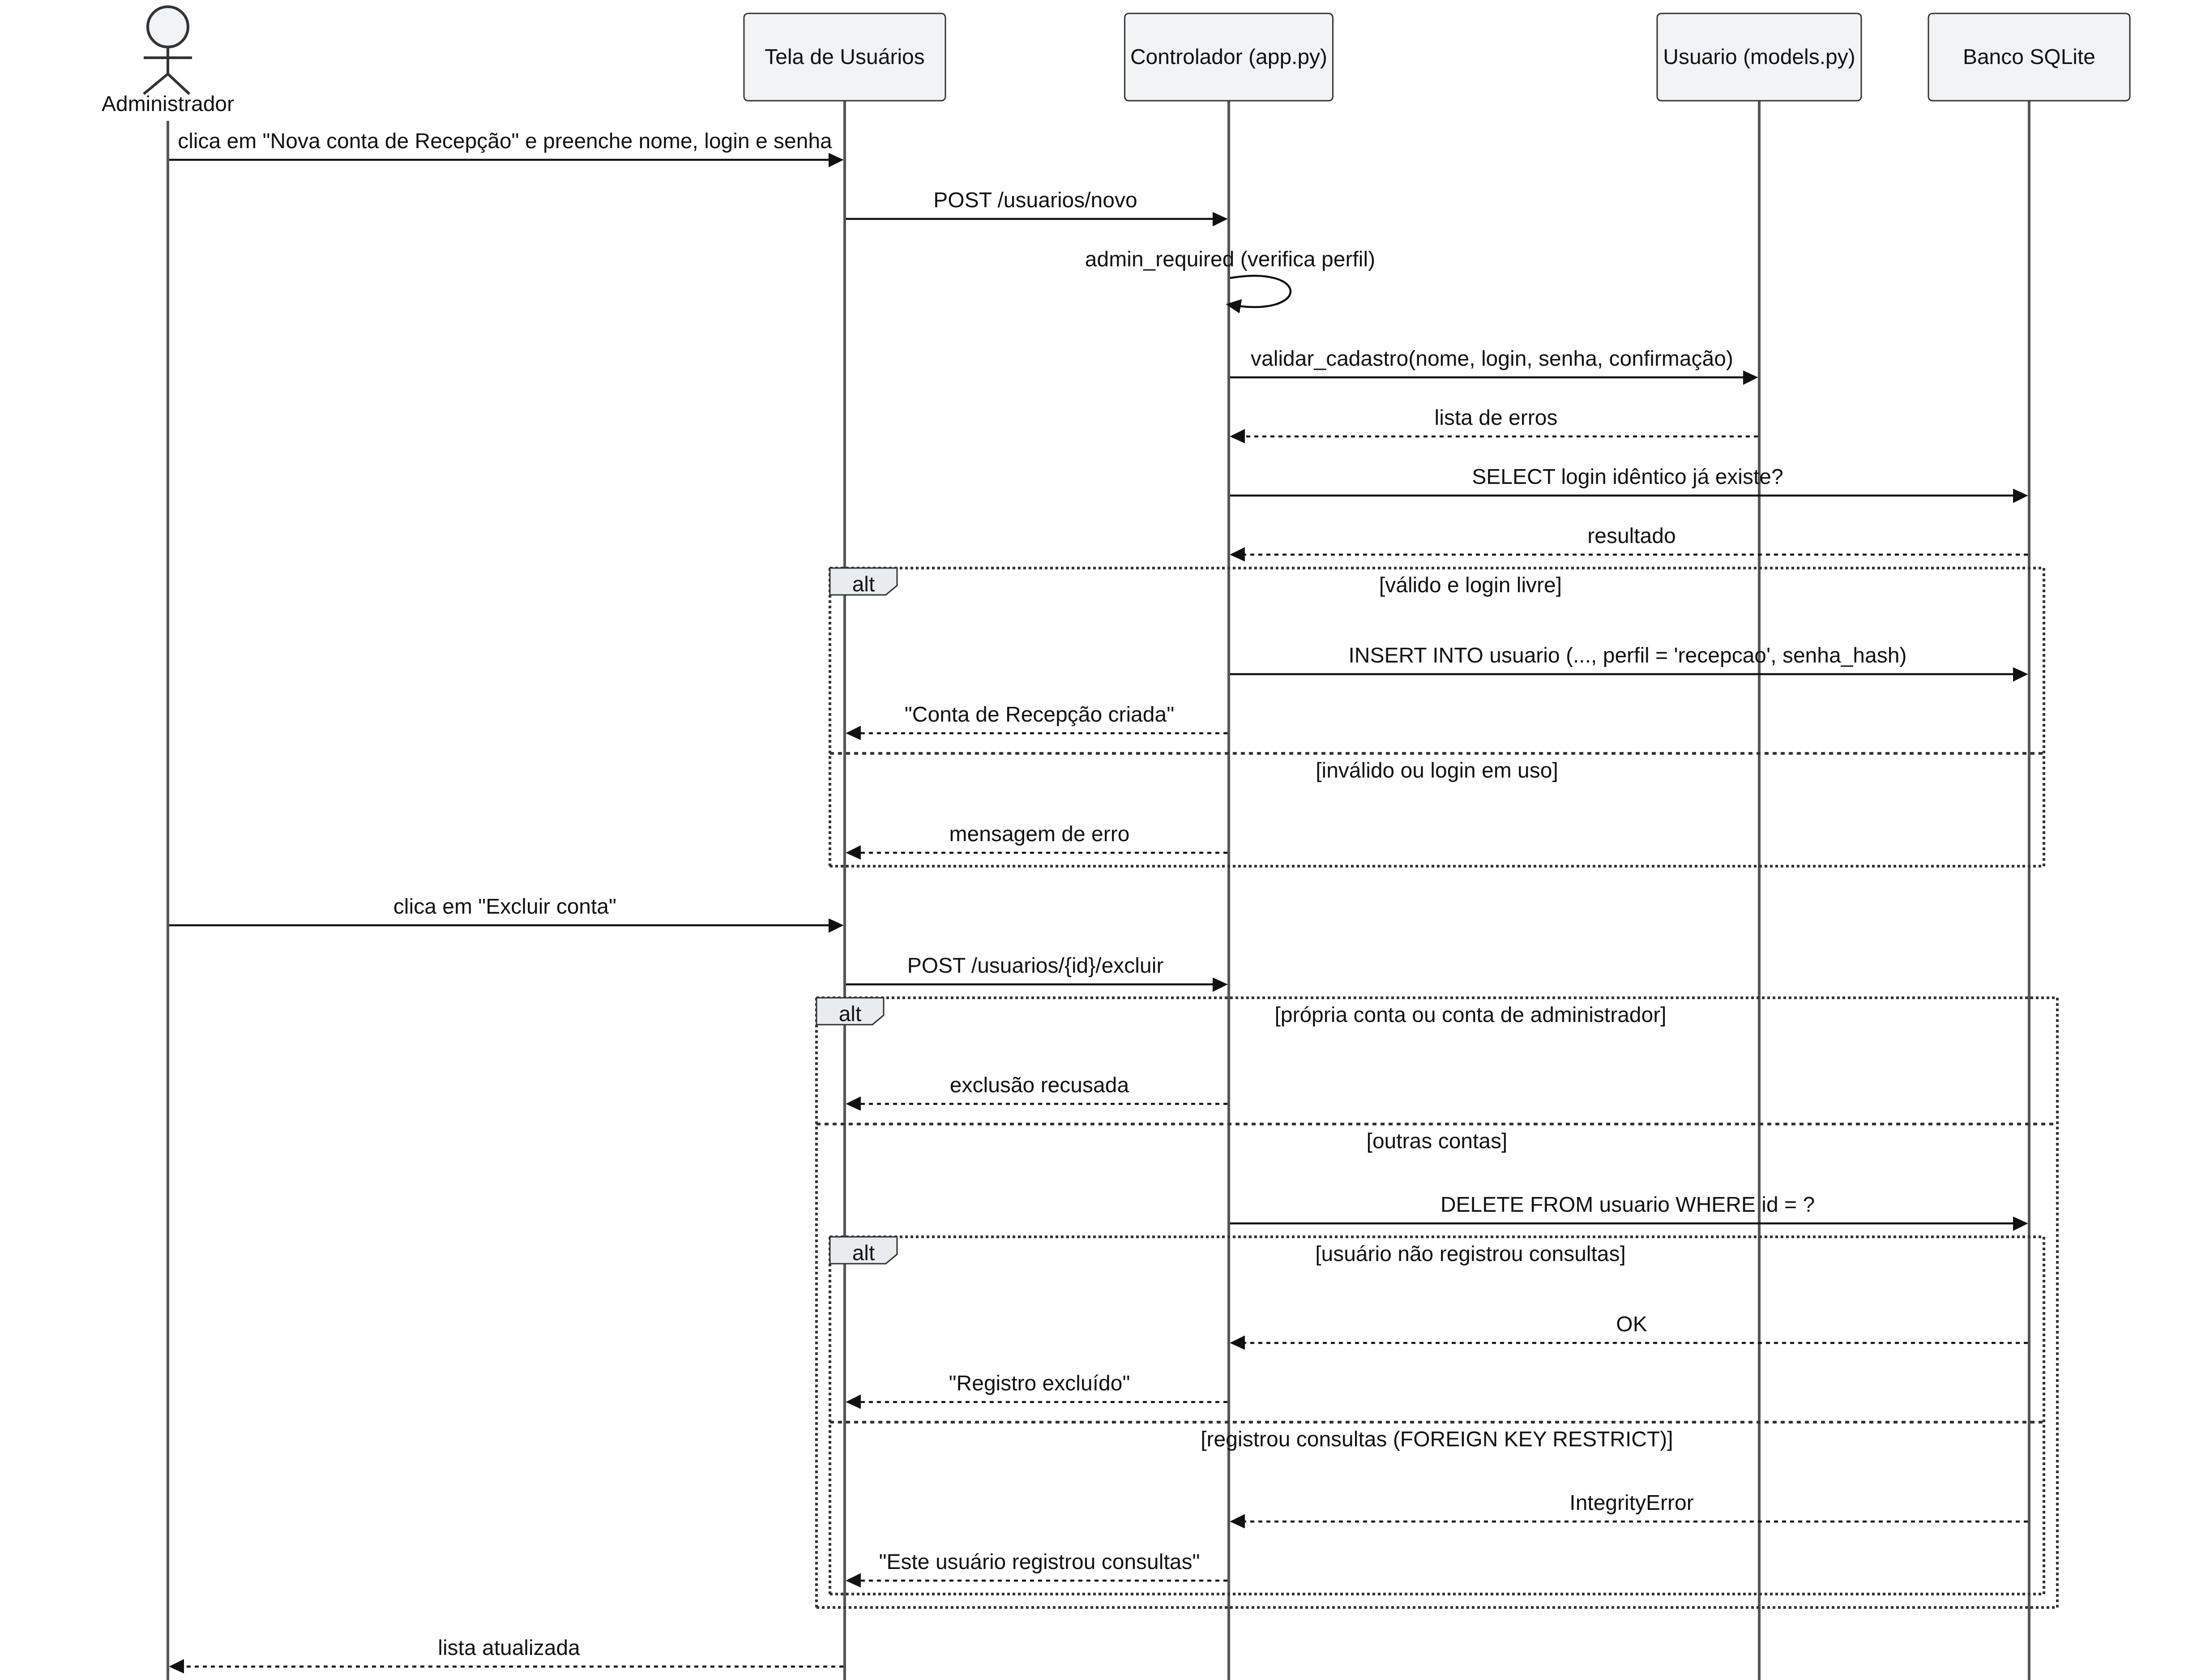 Administrador
Tela de Usuários
Controlador (app.py)
Usuario (models.py)
Banco SQLite
clica em "Nova conta de Recepção" e preenche nome, login e senha
POST /usuarios/novo
admin_required (verifica perfil)
validar_cadastro(nome, login, senha, confirmação)
lista de erros
SELECT login idêntico já existe?
resultado
alt
[válido e login livre]
INSERT INTO usuario (..., perfil = 'recepcao', senha_hash)
"Conta de Recepção criada"
[inválido ou login em uso]
mensagem de erro
clica em "Excluir conta"
POST /usuarios/{id}/excluir
alt
[própria conta ou conta de administrador]
exclusão recusada
[outras contas]
DELETE FROM usuario WHERE id = ?
alt
[usuário não registrou consultas]
OK
"Registro excluído"
[registrou consultas (FOREIGN KEY RESTRICT)]
IntegrityError
"Este usuário registrou consultas"
lista atualizada